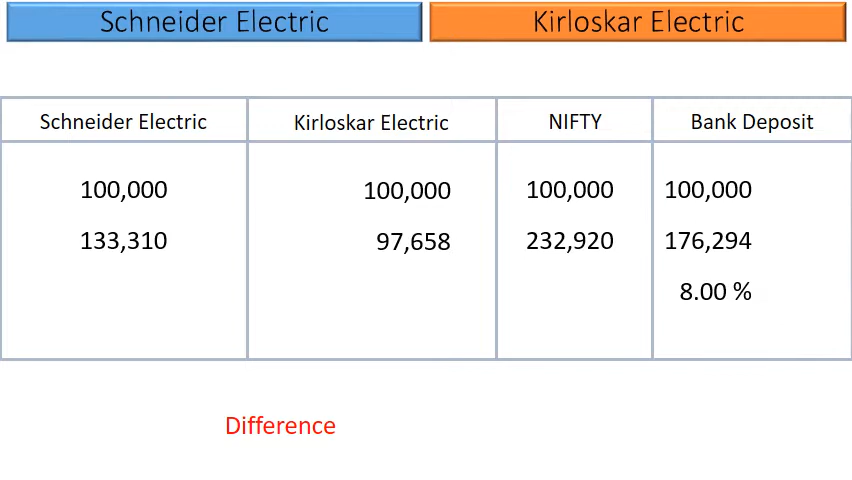 Schneider Electric Kirloskar Electric
Schneider Electric Kirloskar Electric NIFTY Bank Deposit
100,000 100,000 100,000 100,000
133,310 97,658 232,920 176,294
8.00 %
Difference